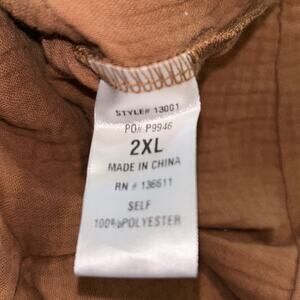 STYLE# 13001
PO# P9946
2XL
MADE IN CHINA
RN # 136611
SELF
100%POLYESTER